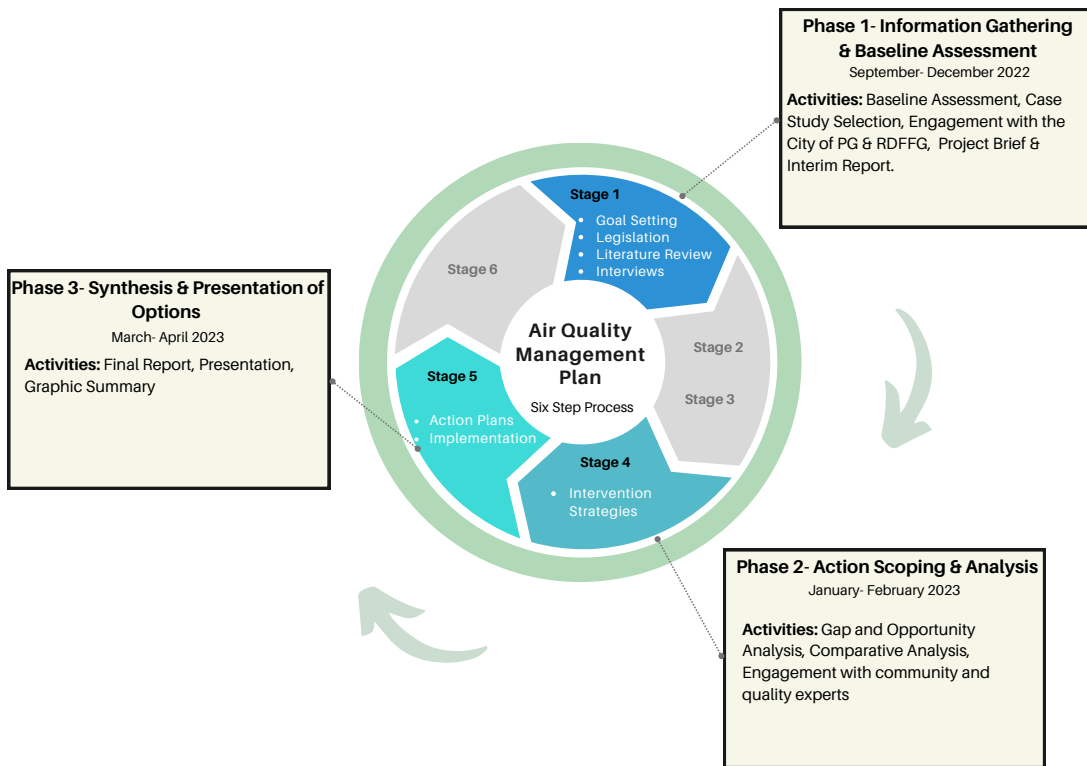 Phase 1- Information Gathering
& Baseline Assessment
September- December 2022
Activities: Baseline Assessment, Case
Study Selection, Engagement with the
City of PG & RDFFG, Project Brief &
Interim Report.
Stage 1
• Goal Setting
• Legislation
• Literature Review
• Interviews
Stage 2
Stage 3
Stage 4
• Intervention
Strategies
Stage 5
• Action Plans
• Implementation
Stage 6
Air Quality
Management
Plan
Six Step Process
Phase 2- Action Scoping & Analysis
January- February 2023
Activities: Gap and Opportunity
Analysis, Comparative Analysis,
Engagement with community and
quality experts
Phase 3- Synthesis & Presentation of
Options
March- April 2023
Activities: Final Report, Presentation,
Graphic Summary